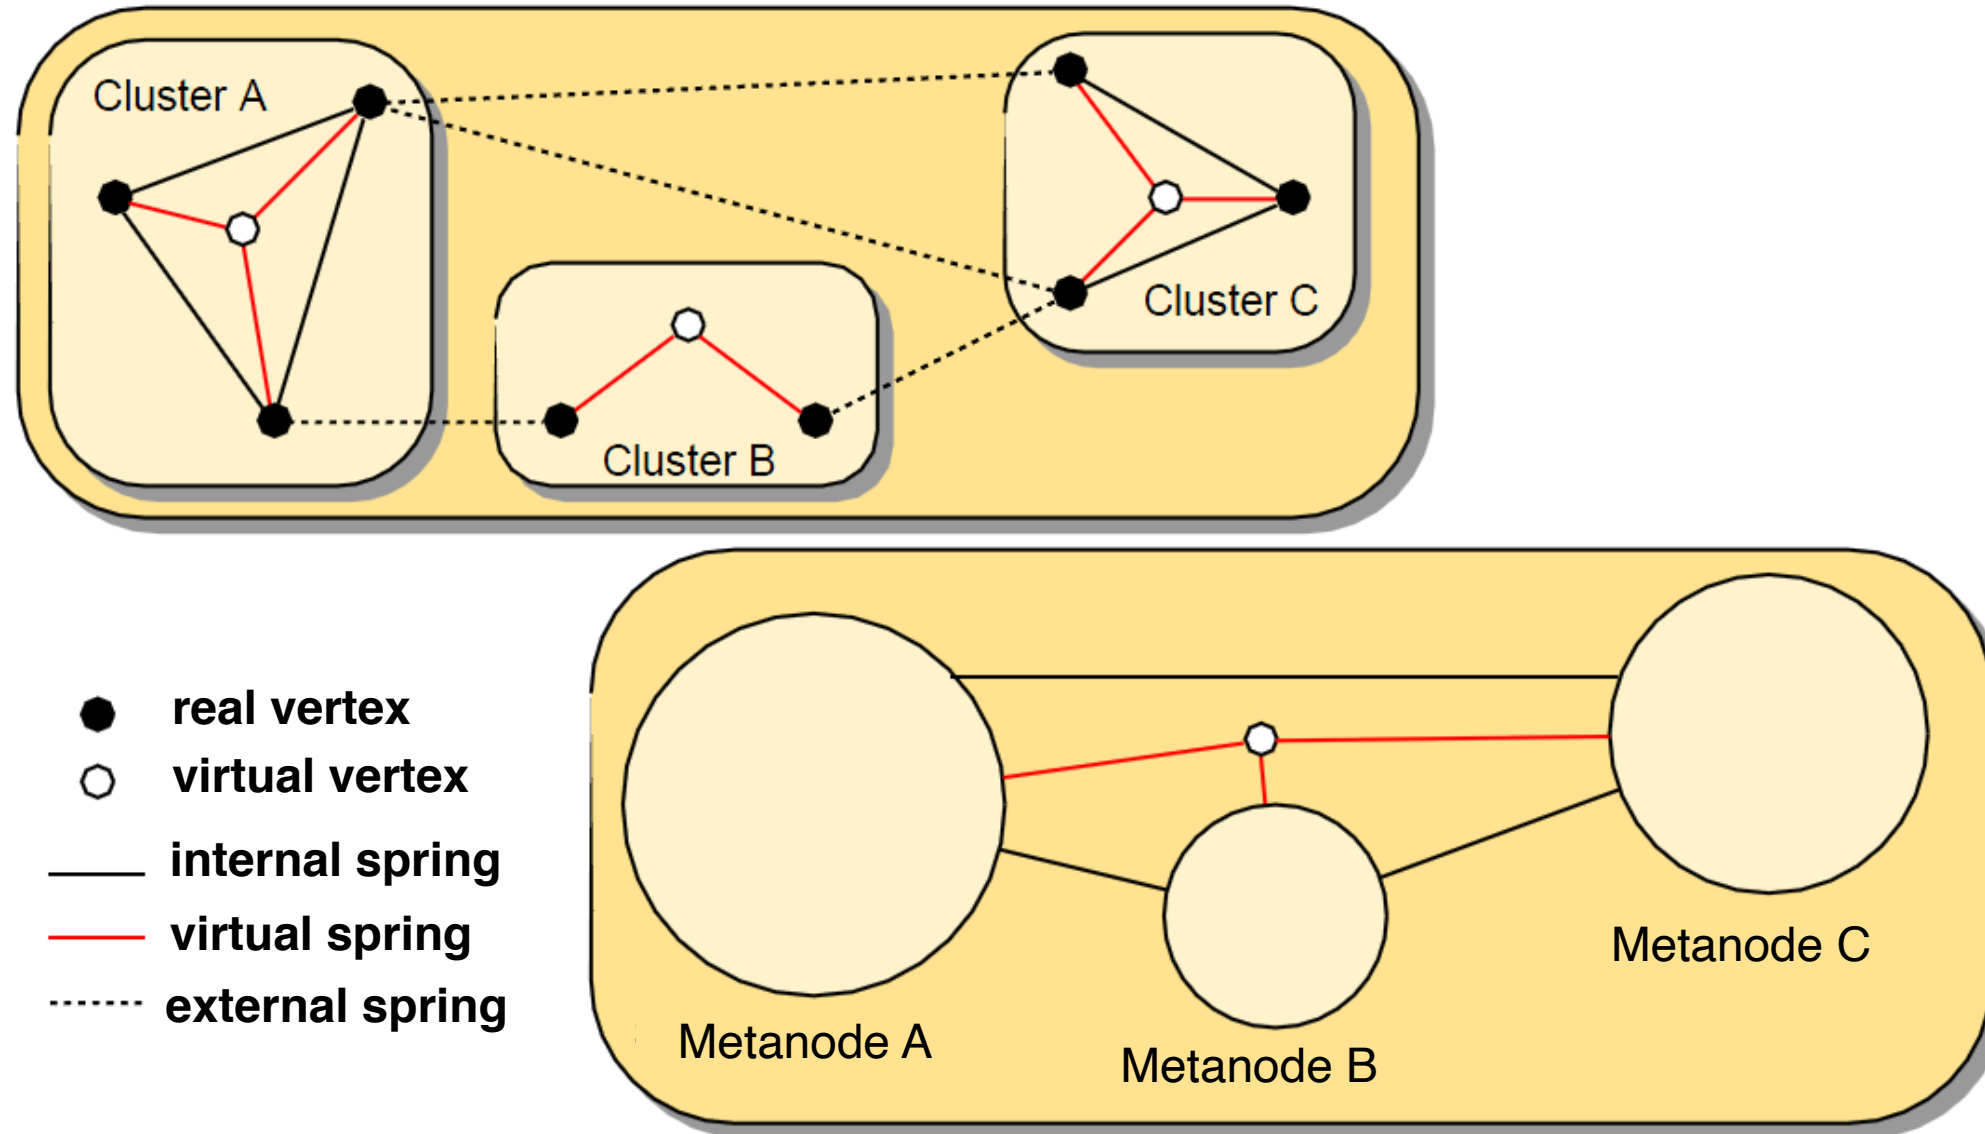 Cluster A
Cluster C
Cluster B
real vertex
virtual vertex
internal spring
virtual spring
external spring
Metanode A
Metanode B
Metanode C